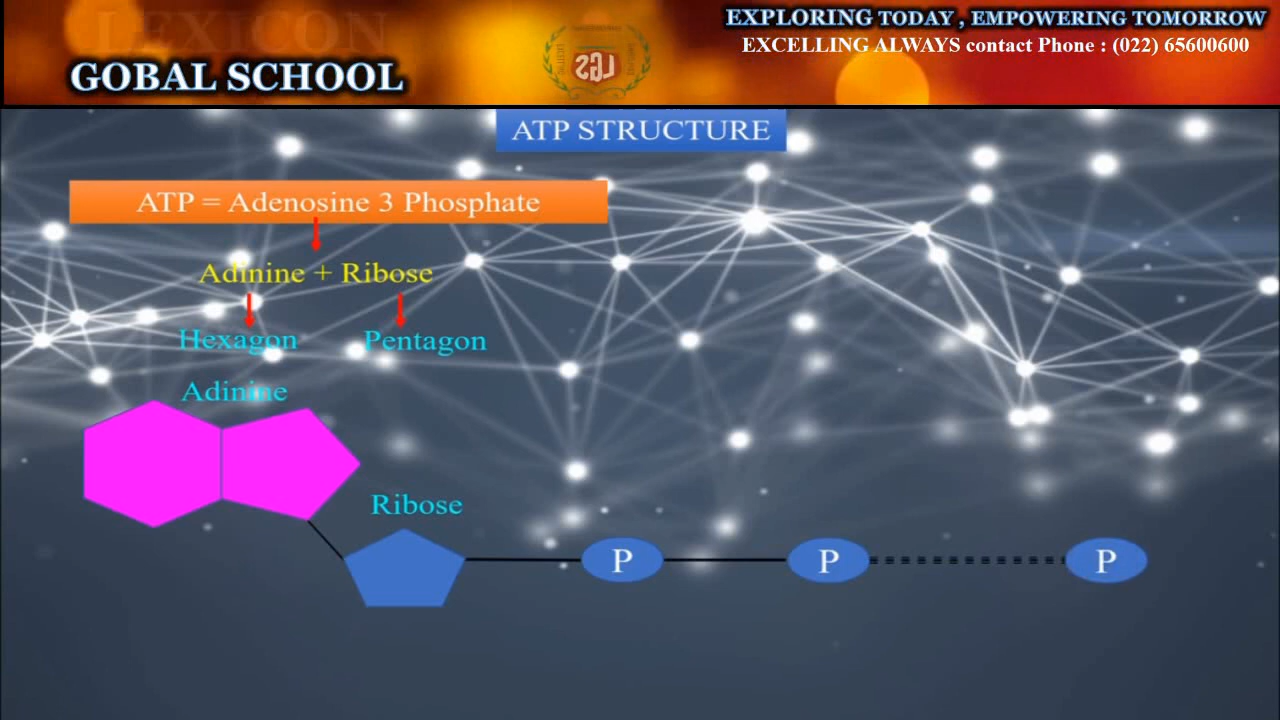 LEXICON
GOBAL SCHOOL
EXPLORING TODAY , EMPOWERING TOMORROW
EXCELLING ALWAYS contact Phone : (022) 65600600
ATP STRUCTURE
ATP = Adenosine 3 Phosphate
Adinine + Ribose
Hexagon Pentagon
Adinine
Ribose
P P P